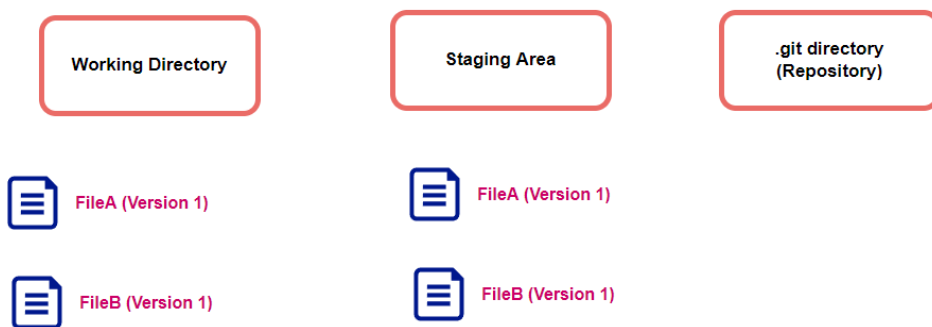 Working Directory
Staging Area
.git directory
(Repository)
FileA (Version 1)
FileA (Version 1)
FileB (Version 1)
FileB (Version 1)